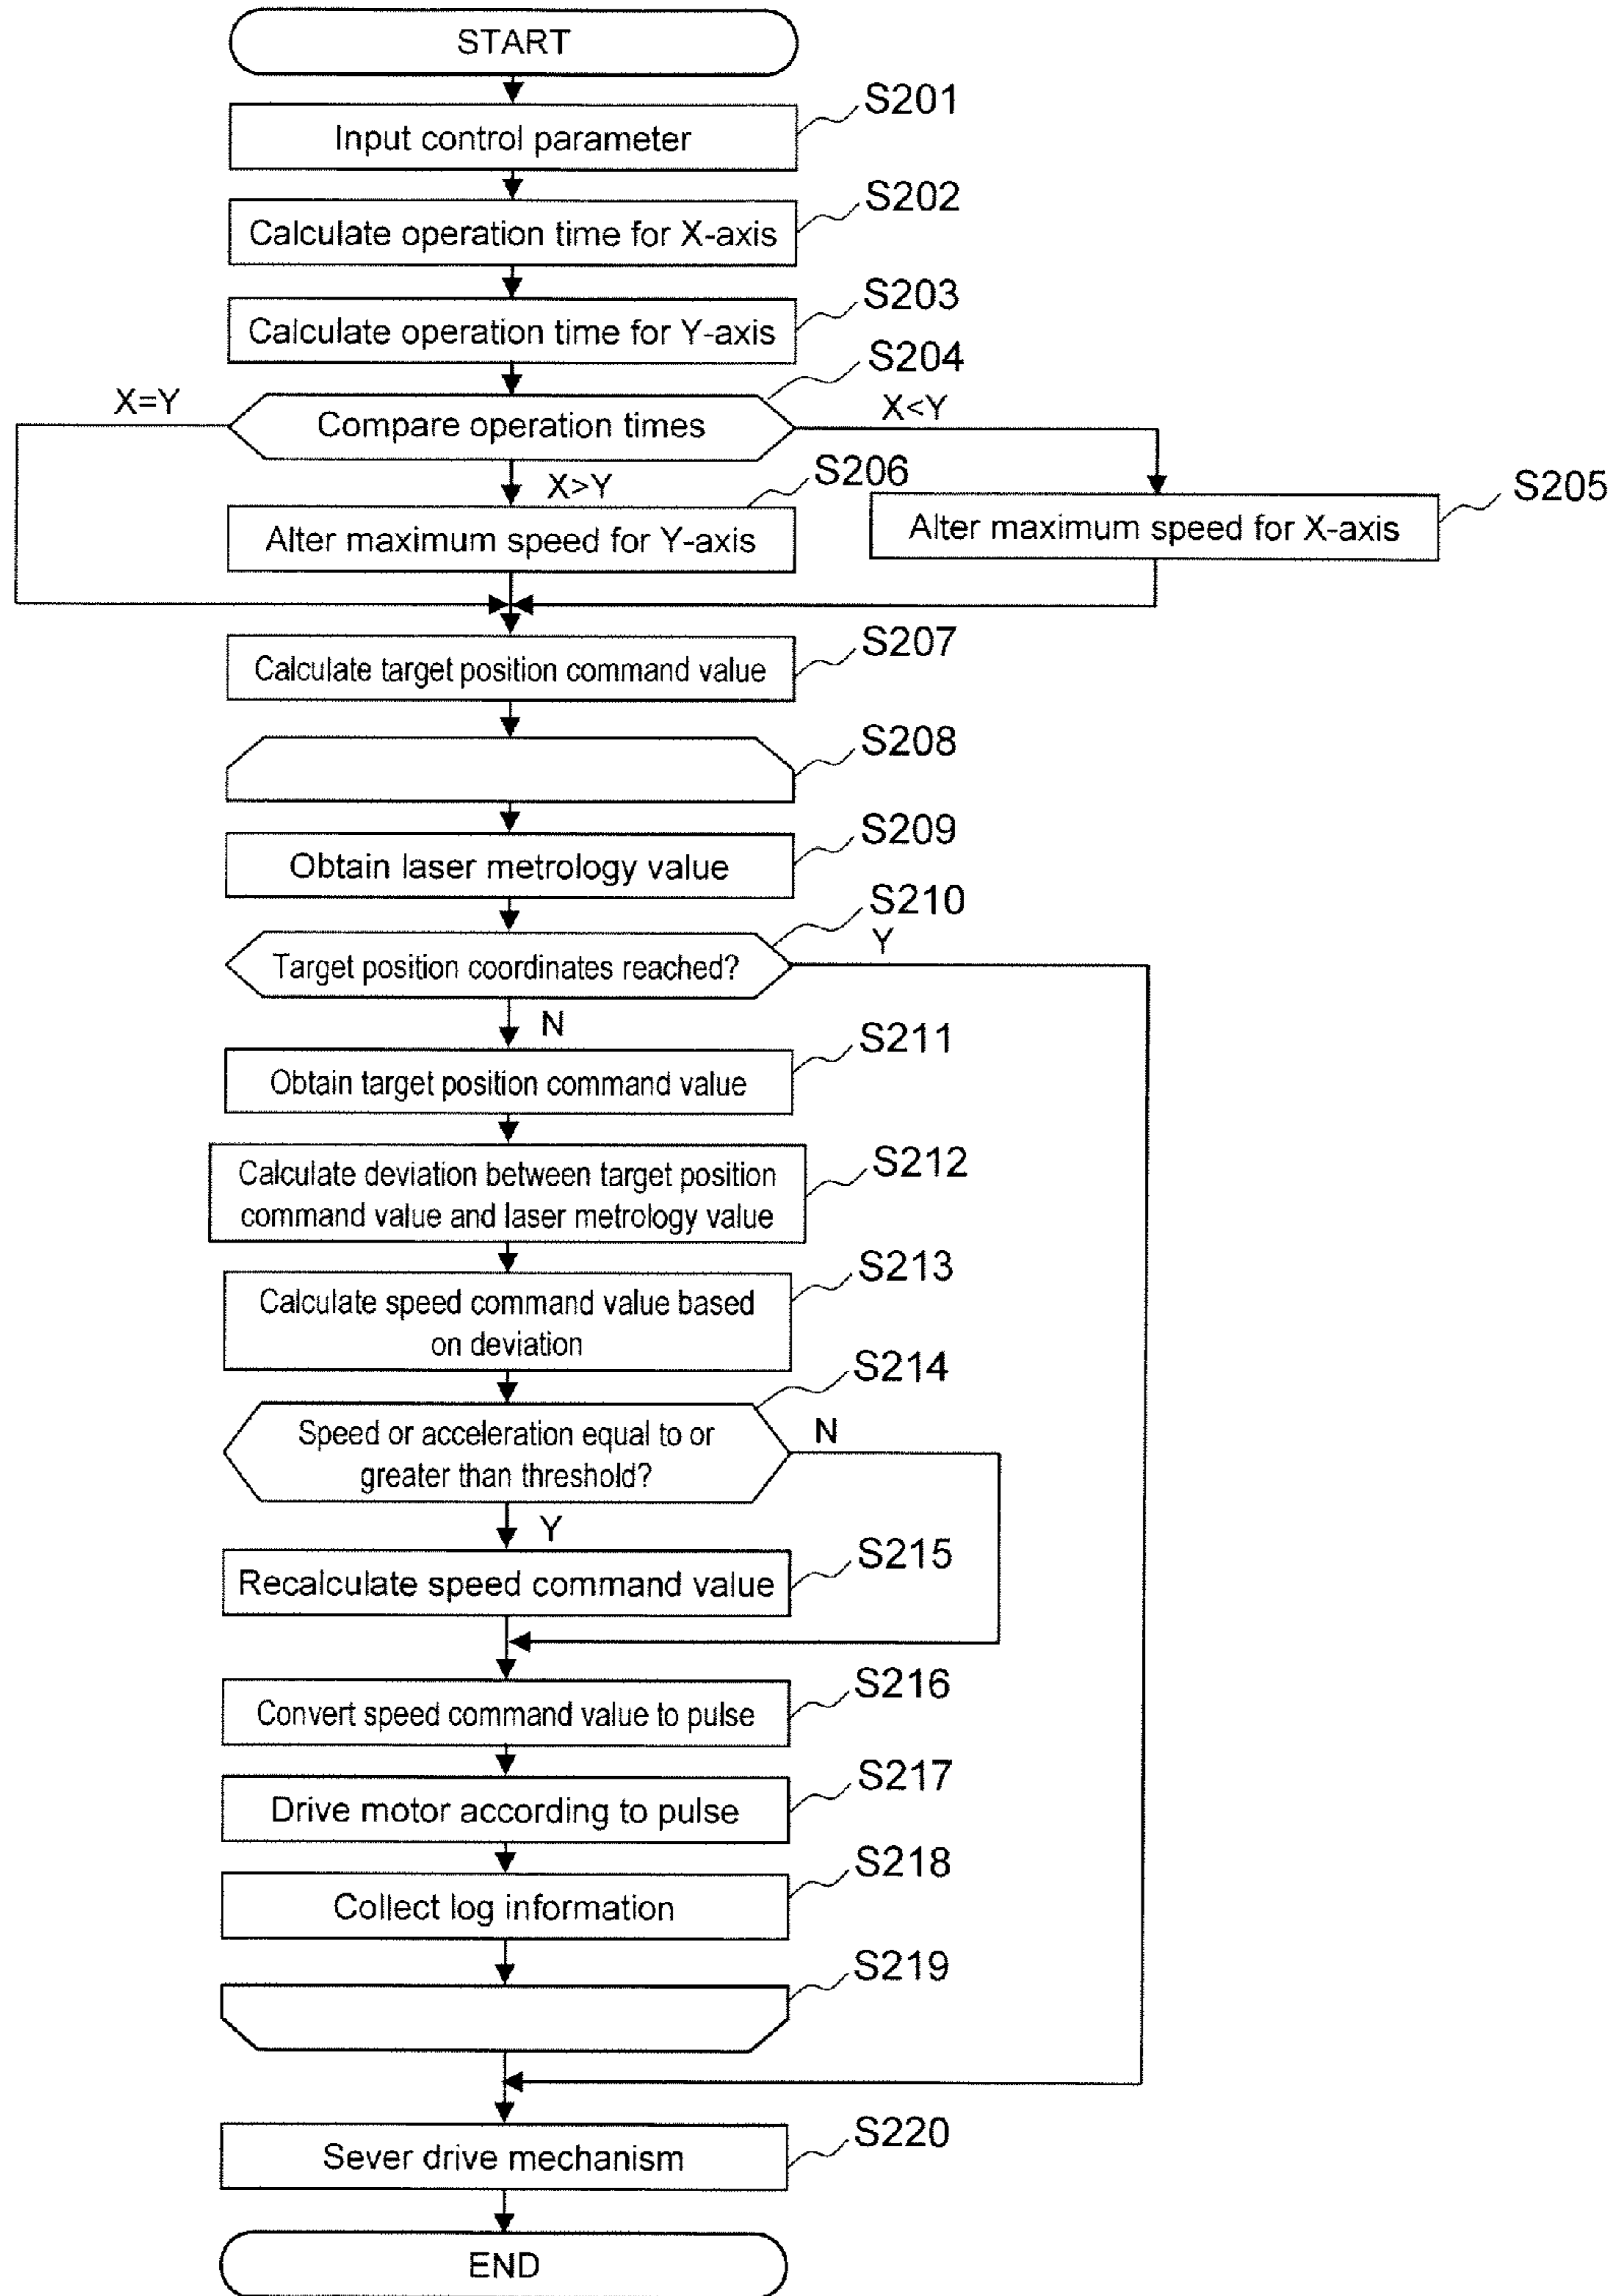 START
S201
Input control parameter
S202
Calculate operation time for X-axis
S203
Calculate operation time for Y-axis
S204
X=Y
Compare operation times
X<Y
X>Y
S206
S205
Alter maximum speed for Y-axis
Alter maximum speed for X-axis
S207
Calculate target position command value
S208
S209
Obtain laser metrology value
S210
Target position coordinates reached?
Y
N
S211
Obtain target position command value
S212
Calculate deviation between target position
command value and laser metrology value
S213
Calculate speed command value based
on deviation
S214
Speed or acceleration equal to or
greater than threshold?
N
Y
S215
Recalculate speed command value
S216
Convert speed command value to pulse
S217
Drive motor according to pulse
S218
Collect log information
S219
S220
Sever drive mechanism
END